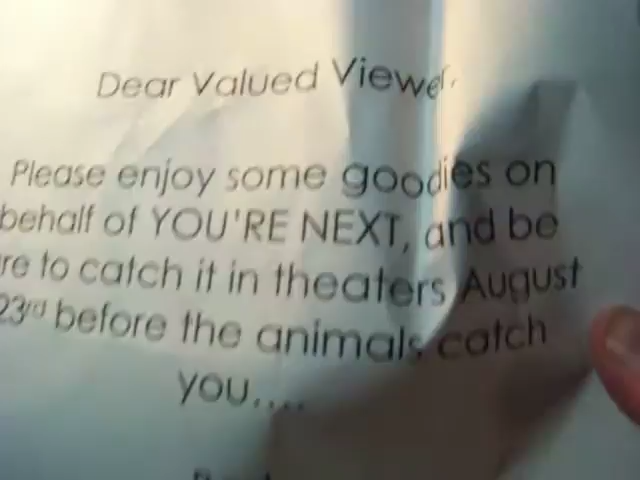 Dear Valued Viewer,
Please enjoy some goodies on
behalf of YOU'RE NEXT, and be
re to catch it in theaters August
23rd before the animals catch
you....